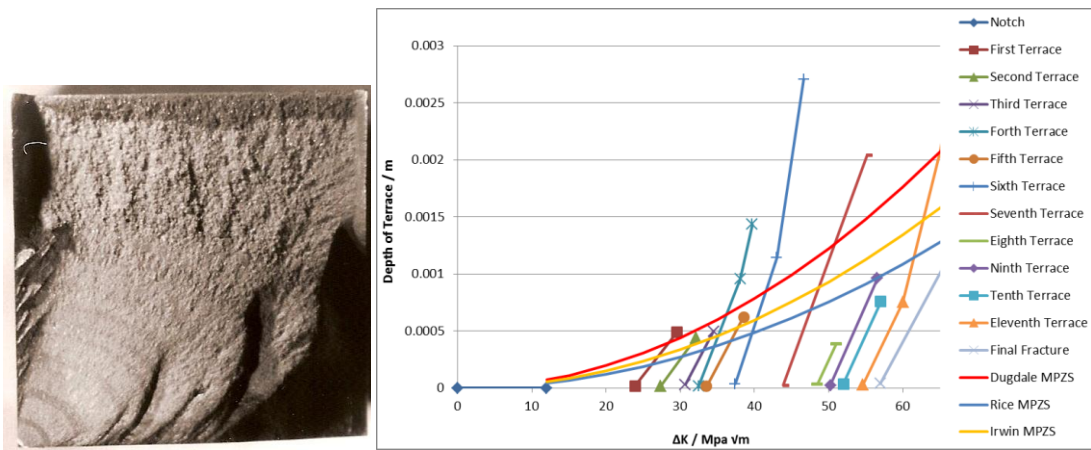 0.003
0.0025
0.002
0.0015
0.001
0.0005
0
Depth of Terrace / m
0
10
20
30
40
50
60
ΔK / Mpa √m
Notch
First Terrace
Second Terrace
Third Terrace
Forth Terrace
Fifth Terrace
Sixth Terrace
Seventh Terrace
Eighth Terrace
Ninth Terrace
Tenth Terrace
Eleventh Terrace
Final Fracture
Dugdale MPZS
Rice MPZS
Irwin MPZS